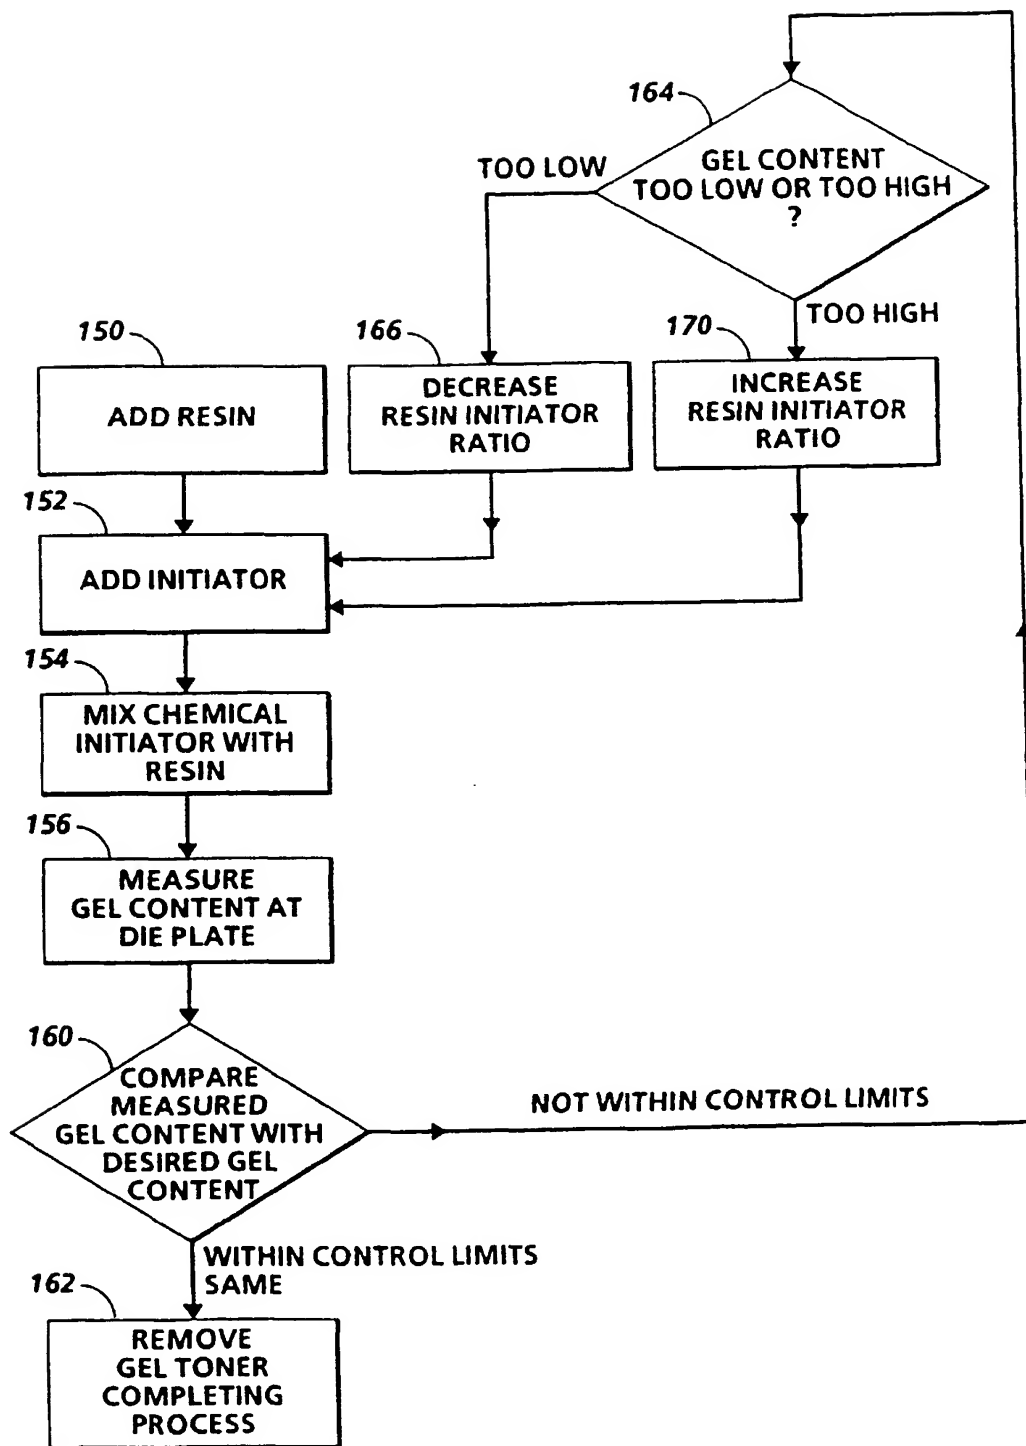 164
GEL CONTENT
TOO LOW OR TOO HIGH
?
TOO LOW
TOO HIGH
150
ADD RESIN
166
DECREASE
RESIN INITIATOR
RATIO
170
INCREASE
RESIN INITIATOR
RATIO
152
ADD INITIATOR
154
MIX CHEMICAL
INITIATOR WITH
RESIN
156
MEASURE
GEL CONTENT AT
DIE PLATE
160
COMPARE
MEASURED
GEL CONTENT WITH
DESIRED GEL
CONTENT
NOT WITHIN CONTROL LIMITS
WITHIN CONTROL LIMITS
SAME
162
REMOVE
GEL TONER
COMPLETING
PROCESS